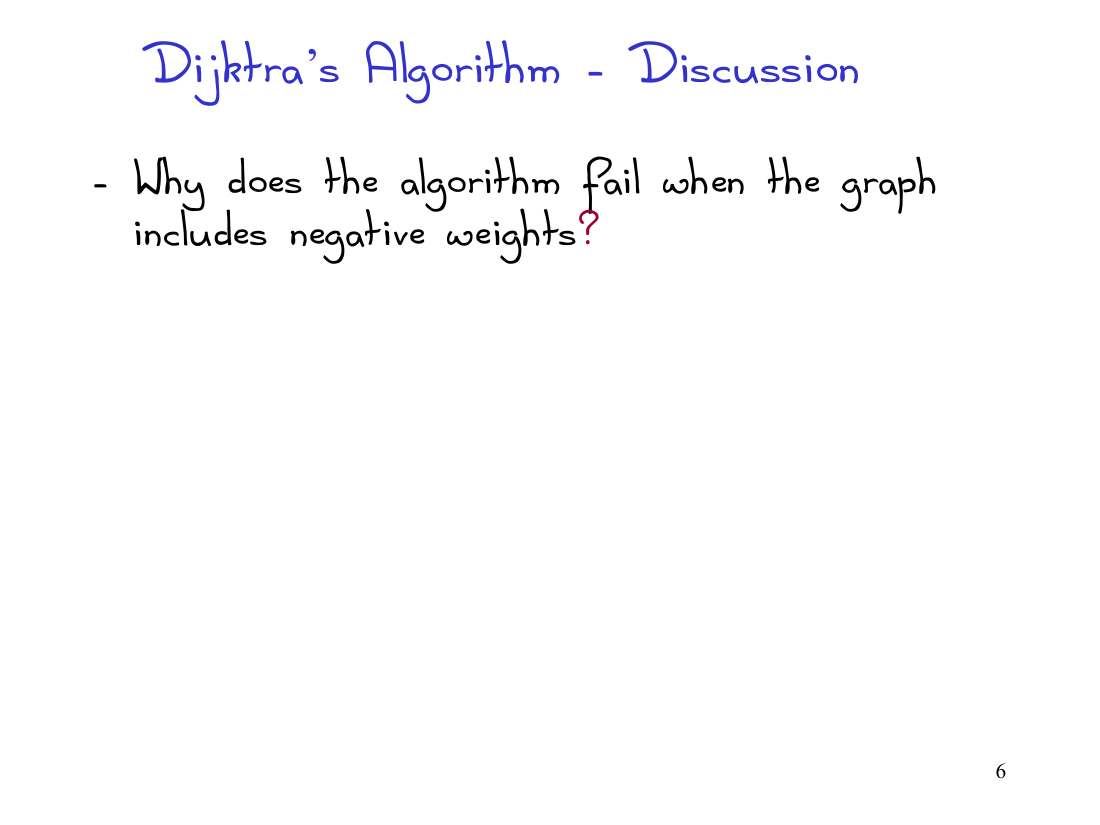 Dijktra's Algorithm - Discussion
- Why does the algorithm fail when the graph
includes negative weights?
6